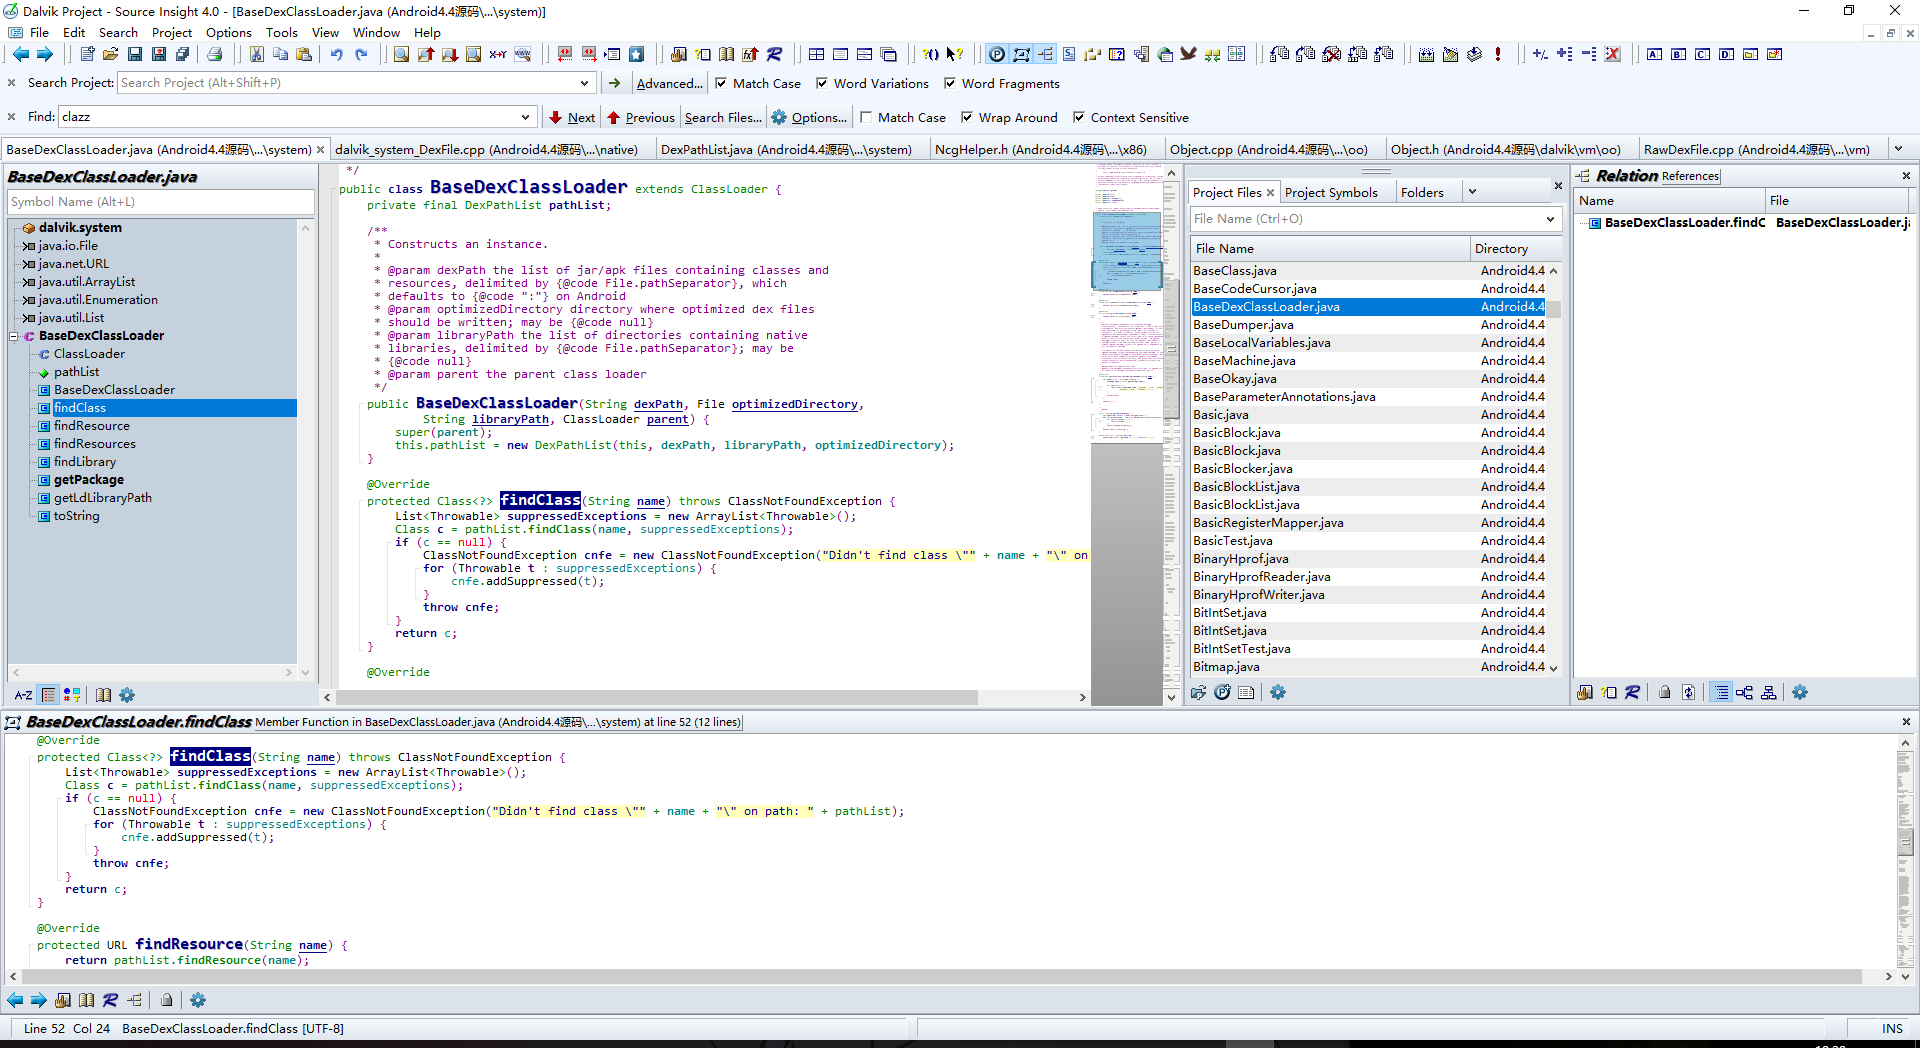 Dalvik Project - Source Insight 4.0 - [BaseDexClassLoader.java (Android4.4源码\...\system)]
File Edit Search Project Options Tools View Window Help
Search Project: Search Project (Alt+Shift+P) Advanced... Match Case Word Variations Word Fragments
Find: clazz Next Previous Search Files... Options... Match Case Wrap Around Context Sensitive
BaseDexClassLoader.java (Android4.4源码\...\system) dalvik_system_DexFile.cpp (Android4.4源码\...\native) DexPathList.java (Android4.4源码\...\system) NcgHelper.h (Android4.4源码\...\x86) Object.cpp (Android4.4源码\...\oo) Object.h (Android4.4源码\dalvik\vm\oo) RawDexFile.cpp (Android4.4源码\...\vm)
BaseDexClassLoader.java
Symbol Name (Alt+L)
dalvik.system
java.io.File
java.net.URL
java.util.ArrayList
java.util.Enumeration
java.util.List
BaseDexClassLoader
ClassLoader
pathList
BaseDexClassLoader
findClass
findResource
findResources
findLibrary
getPackage
getLdLibraryPath
toString
A-Z
*/
public class BaseDexClassLoader extends ClassLoader {
private final DexPathList pathList;
/**
* Constructs an instance.
*
* @param dexPath the list of jar/apk files containing classes and
* resources, delimited by {@code File.pathSeparator}, which
* defaults to {@code ":"} on Android
* @param optimizedDirectory directory where optimized dex files
* should be written; may be {@code null}
* @param libraryPath the list of directories containing native
* libraries, delimited by {@code File.pathSeparator}; may be
* {@code null}
* @param parent the parent class loader
*/
public BaseDexClassLoader(String dexPath, File optimizedDirectory,
String libraryPath, ClassLoader parent) {
super(parent);
this.pathList = new DexPathList(this, dexPath, libraryPath, optimizedDirectory);
}
@Override
protected Class<?> findClass(String name) throws ClassNotFoundException {
List<Throwable> suppressedExceptions = new ArrayList<Throwable>();
Class c = pathList.findClass(name, suppressedExceptions);
if (c == null) {
ClassNotFoundException cnfe = new ClassNotFoundException("Didn't find class \"" + name + "\" on
for (Throwable t : suppressedExceptions) {
cnfe.addSuppressed(t);
}
throw cnfe;
}
return c;
}
@Override
Project Files Project Symbols Folders
File Name (Ctrl+O)
File Name Directory
BaseClass.java Android4.4
BaseCodeCursor.java Android4.4
BaseDexClassLoader.java Android4.4
BaseDumper.java Android4.4
BaseLocalVariables.java Android4.4
BaseMachine.java Android4.4
BaseOkay.java Android4.4
BaseParameterAnnotations.java Android4.4
Basic.java Android4.4
BasicBlock.java Android4.4
BasicBlock.java Android4.4
BasicBlocker.java Android4.4
BasicBlockList.java Android4.4
BasicBlockList.java Android4.4
BasicRegisterMapper.java Android4.4
BasicTest.java Android4.4
BinaryHprof.java Android4.4
BinaryHprofReader.java Android4.4
BinaryHprofWriter.java Android4.4
BitIntSet.java Android4.4
BitIntSet.java Android4.4
BitIntSetTest.java Android4.4
Bitmap.java Android4.4
Relation References
Name File
BaseDexClassLoader.findC BaseDexClassLoader.j
BaseDexClassLoader.findClass Member Function in BaseDexClassLoader.java (Android4.4源码\...\system) at line 52 (12 lines)
@Override
protected Class<?> findClass(String name) throws ClassNotFoundException {
List<Throwable> suppressedExceptions = new ArrayList<Throwable>();
Class c = pathList.findClass(name, suppressedExceptions);
if (c == null) {
ClassNotFoundException cnfe = new ClassNotFoundException("Didn't find class \"" + name + "\" on path: " + pathList);
for (Throwable t : suppressedExceptions) {
cnfe.addSuppressed(t);
}
throw cnfe;
}
return c;
}
@Override
protected URL findResource(String name) {
return pathList.findResource(name);
Line 52 Col 24 BaseDexClassLoader.findClass [UTF-8] INS